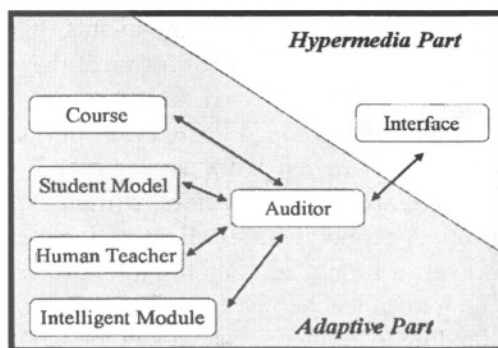 Hypermedia Part
Course
Interface
Student Model
Auditor
Human Teacher
Intelligent Module
Adaptive Part